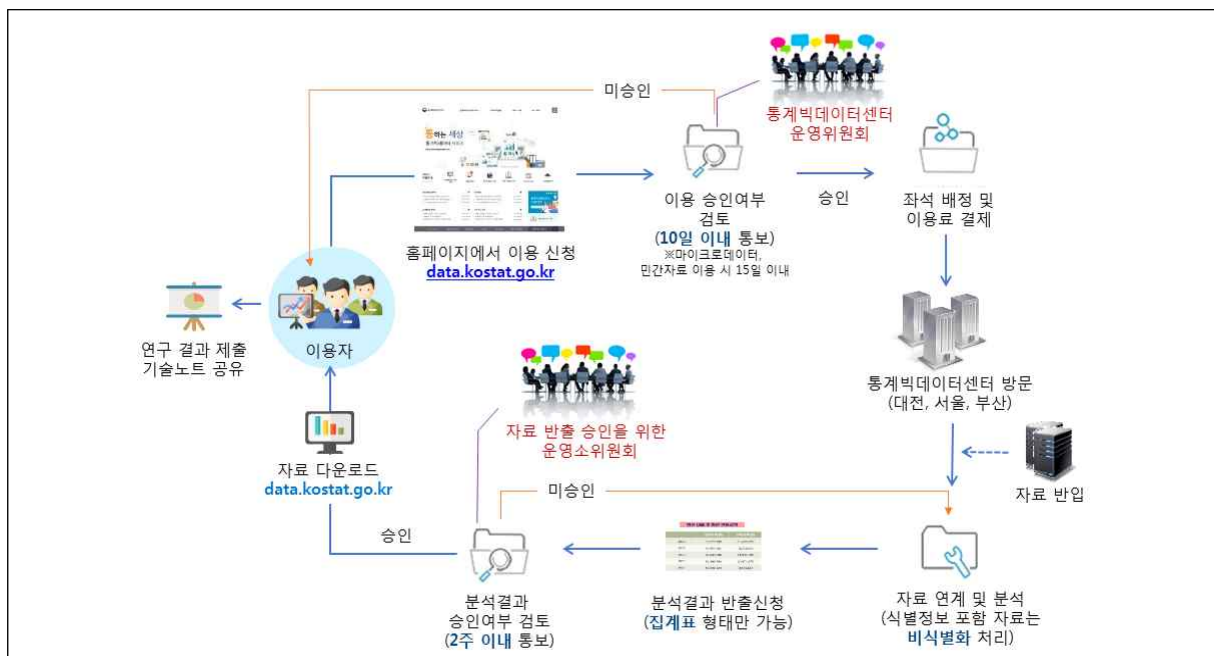 미승인
통계빅데이터센터
운영위원회
통하는 세상
홈페이지에서 이용 신청
data.kostat.go.kr
이용 승인여부
검토
(10일 이내 통보)
※마이크로데이터,
민간자료 이용 시 15일 이내
승인
좌석 배정 및
이용료 결제
연구 결과 제출
기술노트 공유
이용자
통계빅데이터센터 방문
(대전, 서울, 부산)
자료 반출 승인을 위한
운영소위원회
자료 다운로드
data.kostat.go.kr
자료 반입
미승인
승인
분석결과
승인여부 검토
(2주 이내 통보)
분석결과 반출신청
(집계표 형태만 가능)
자료 연계 및 분석
(식별정보 포함 자료는
비식별화 처리)